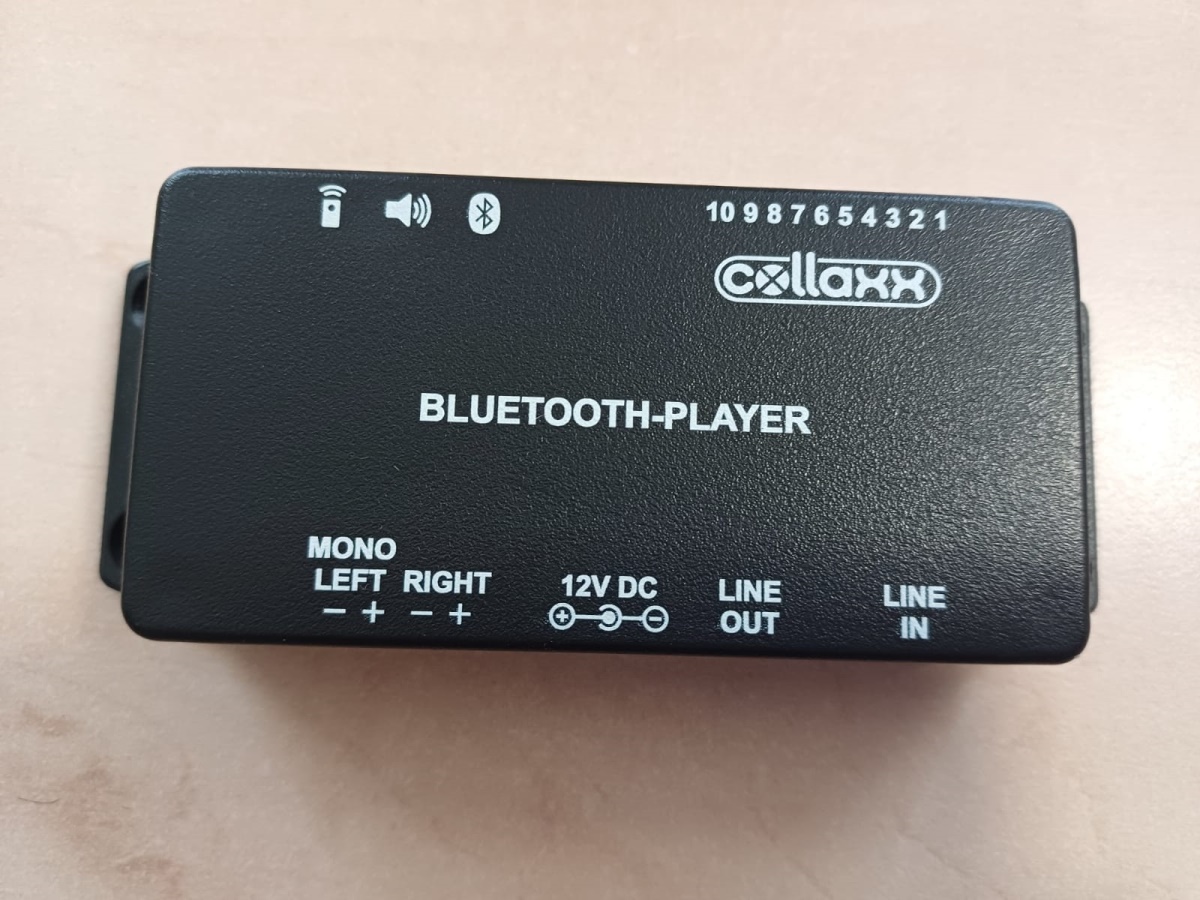 10 9 8 7 6 5 4 3 2 1
collaxx
BLUETOOTH-PLAYER
MONO
LEFT RIGHT
− + − +
12V DC
LINE
OUT
LINE
IN